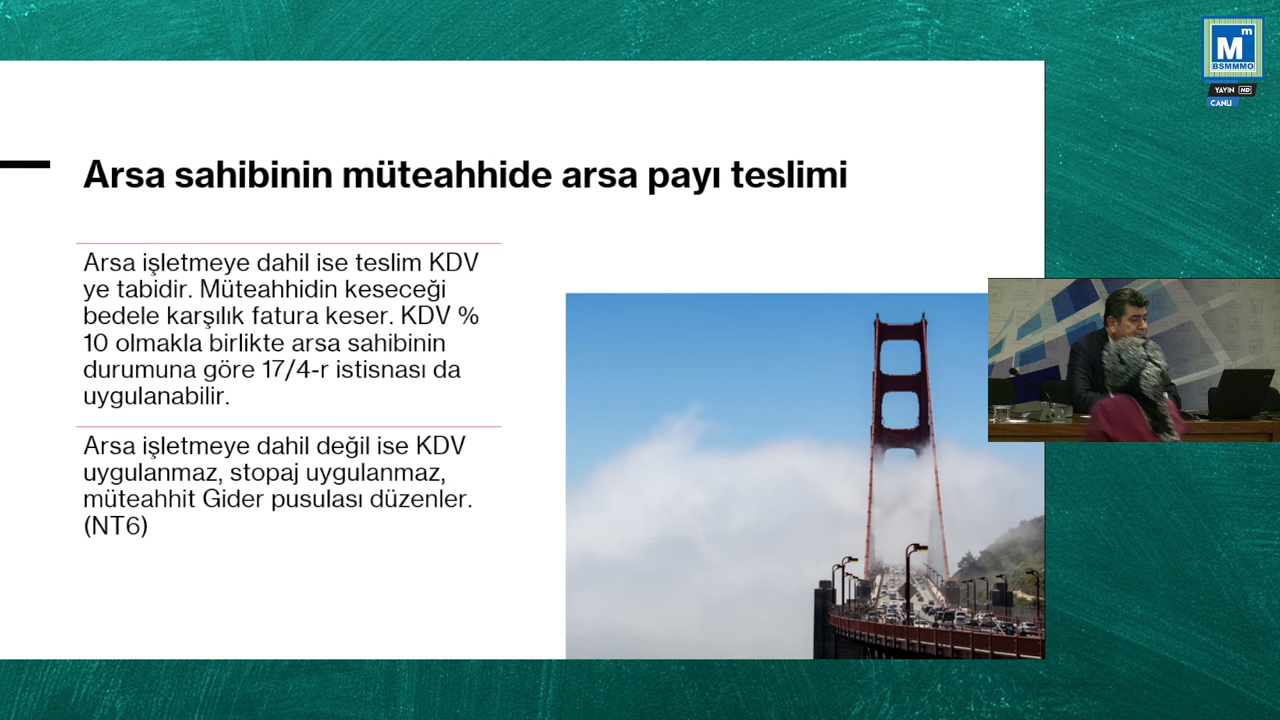 Arsa sahibinin müteahhide arsa payı teslimi
Arsa işletmeye dahil ise teslim KDV
ye tabidir. Müteahhidin keseceği
bedele karşılık fatura keser. KDV %
10 olmakla birlikte arsa sahibinin
durumuna göre 17/4-r istisnası da
uygulanabilir.
Arsa işletmeye dahil değil ise KDV
uygulanmaz, stopaj uygulanmaz,
müteahhit Gider pusulası düzenler.
(NT6)
Mm
BSMMMO
YAYIN HD
CANLI